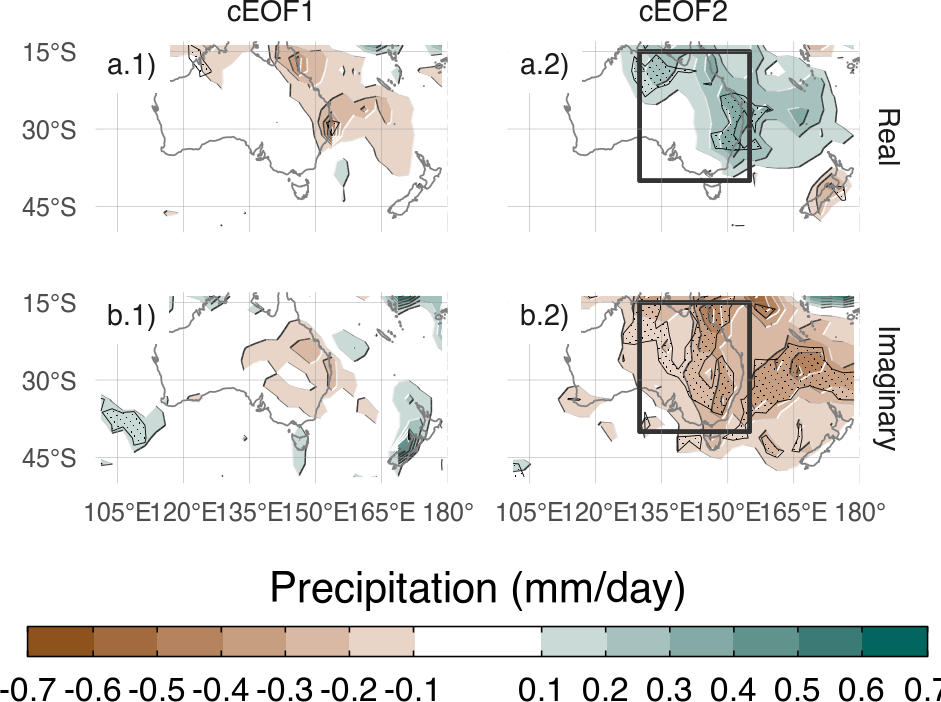 cEOF1 cEOF2
15°S a.1) a.2)
30°S Real
45°S
15°S b.1) b.2)
30°S Imaginary
45°S
105°E120°E135°E150°E165°E 180° 105°E120°E135°E150°E165°E 180°
Precipitation (mm/day)
-0.7 -0.6 -0.5 -0.4 -0.3 -0.2 -0.1 0.1 0.2 0.3 0.4 0.5 0.6 0.7